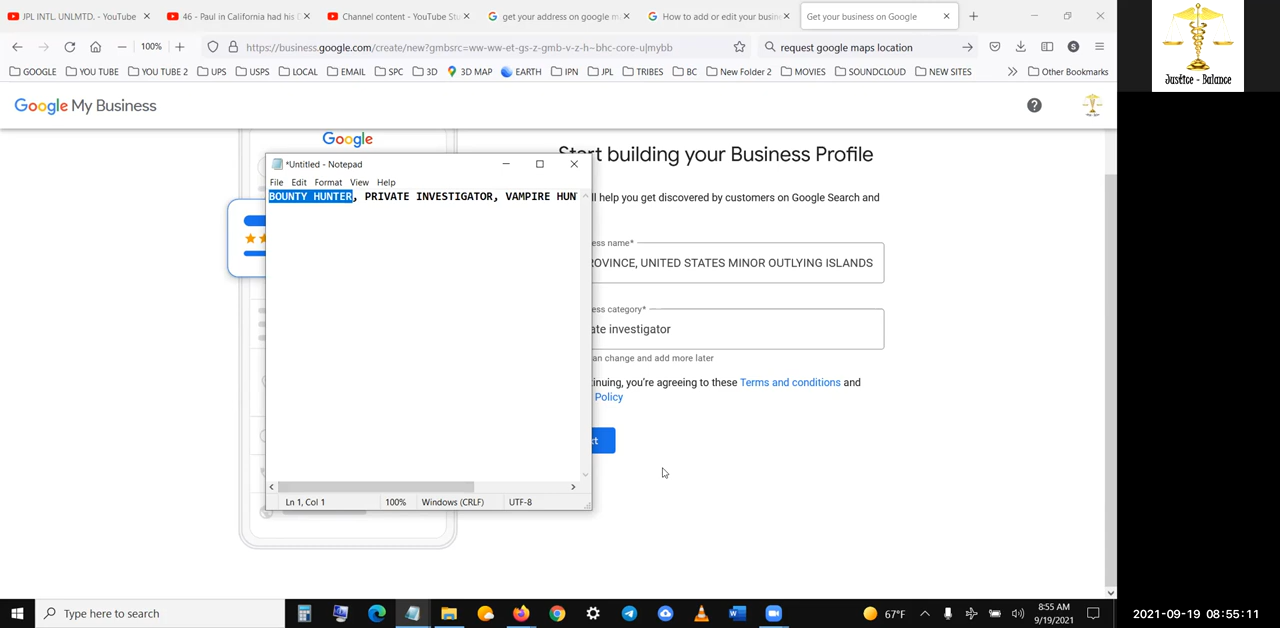 JPL INTL. UNLMTD. - YouTube
46 - Paul in California had his D
Channel content - YouTube Stu
get your address on google m
How to add or edit your busin
Get your business on Google
100%
https://business.google.com/create/new?gmbsrc=ww-ww-et-gs-z-gmb-v-z-h~bhc-core-u|mybb
request google maps location
S
GOOGLE
YOU TUBE
YOU TUBE 2
UPS
USPS
LOCAL
EMAIL
SPC
3D
3D MAP
EARTH
IPN
JPL
TRIBES
BC
New Folder 2
MOVIES
SOUNDCLOUD
NEW SITES
Other Bookmarks
Justice - Balance
Google My Business
Google
Start building your Business Profile
*Untitled - Notepad
File Edit Format View Help
BOUNTY HUNTER, PRIVATE INVESTIGATOR, VAMPIRE HUN
ll help you get discovered by customers on Google Search and
ess name*
ROVINCE, UNITED STATES MINOR OUTLYING ISLANDS
ess category*
ate investigator
an change and add more later
tinuing, you're agreeing to these Terms and conditions and
Policy
xt
Ln 1, Col 1
100%
Windows (CRLF)
UTF-8
Type here to search
67°F
8:55 AM
9/19/2021
2021-09-19 08:55:11